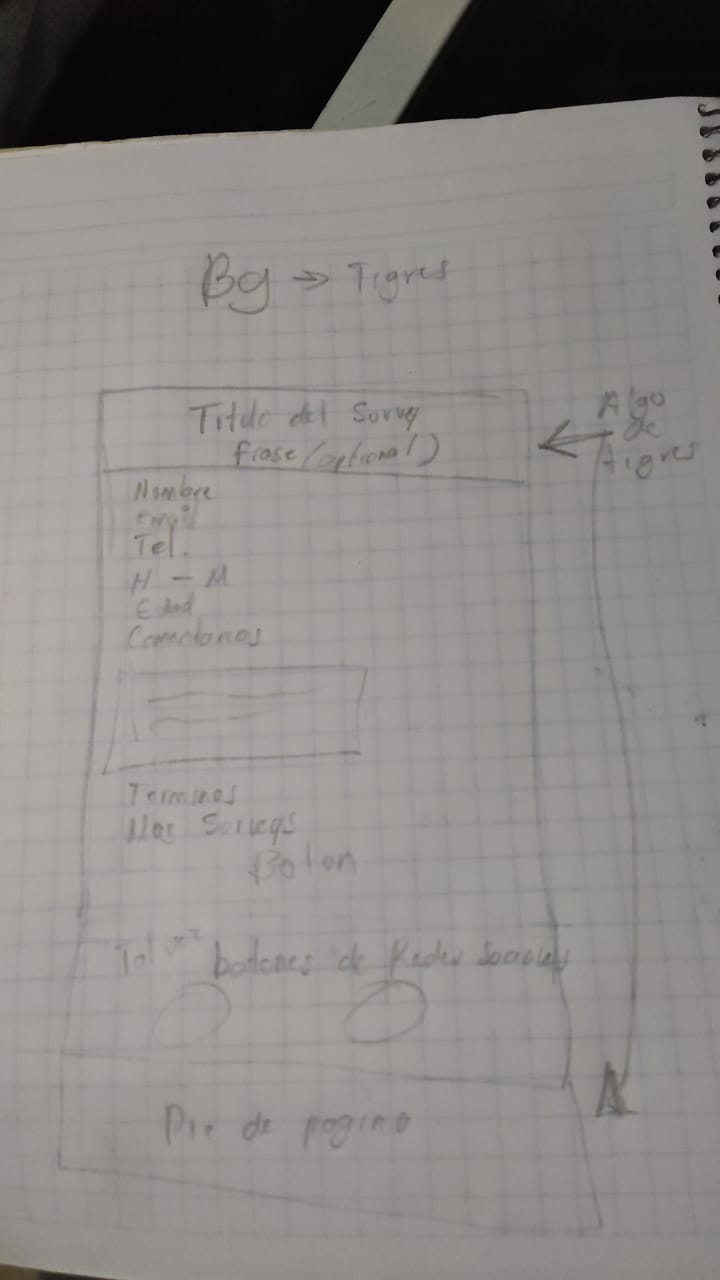 Bg → Tigres
Titulo del Survey
frase (optional)
Algo
de
tigres
Nombre
Email
Tel.
H - M
Edad
Comentarios
Terminos
Mas Surveys
Boton
Tal vez botones de Redes Sociales
Pie de pagina